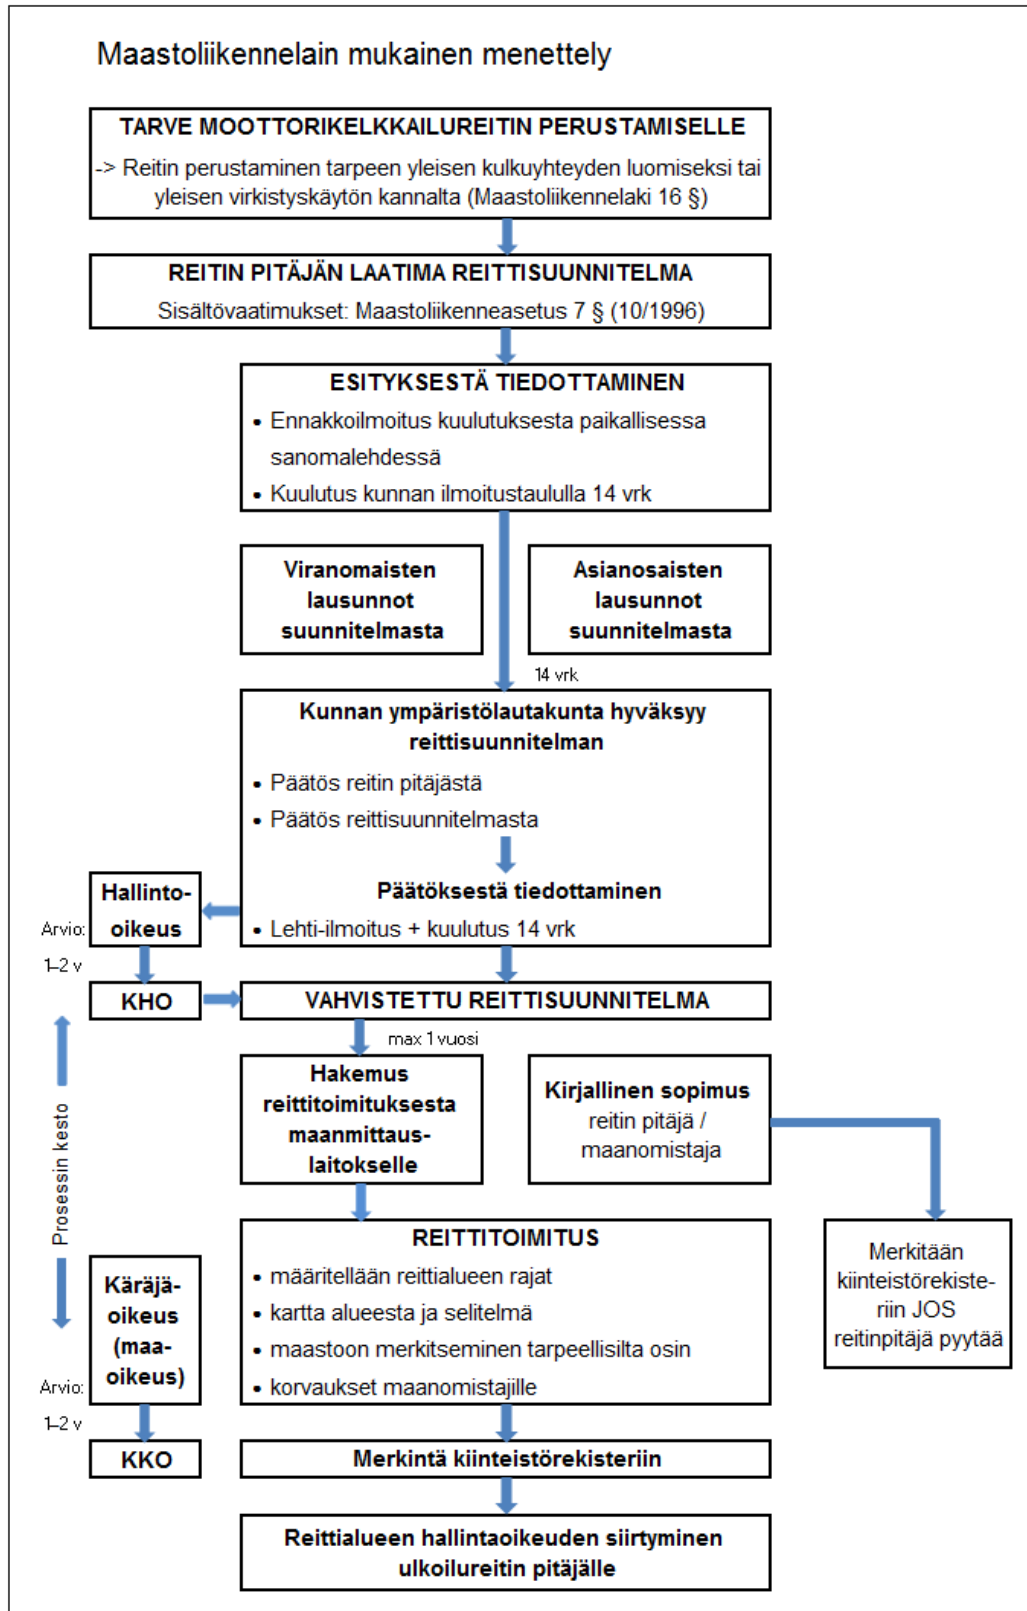 Maastoliikennelain mukainen menettely
TARVE MOOTTORIKELKKAILUREITIN PERUSTAMISELLE
-> Reitin perustaminen tarpeen yleisen kulkuyhteyden luomiseksi tai
yleisen virkistyskäytön kannalta (Maastoliikennelaki 16 §)
REITIN PITÄJÄN LAATIMA REITTISUUNNITELMA
Sisältövaatimukset: Maastoliikenneasetus 7 § (10/1996)
ESITYKSESTÄ TIEDOTTAMINEN
• Ennakkoilmoitus kuulutuksesta paikallisessa
sanomalehdessä
• Kuulutus kunnan ilmoitustaululla 14 vrk
Viranomaisten
lausunnot
suunnitelmasta
Asianosaisten
lausunnot
suunnitelmasta
14 vrk
Kunnan ympäristölautakunta hyväksyy
reittisuunnitelman
• Päätös reitin pitäjästä
• Päätös reittisuunnitelmasta
Päätöksestä tiedottaminen
• Lehti-ilmoitus + kuulutus 14 vrk
Hallinto-
oikeus
Arvio:
1–2 v
KHO
VAHVISTETTU REITTISUUNNITELMA
max 1 vuosi
Hakemus
reittitoimituksesta
maanmittaus-
laitokselle
Kirjallinen sopimus
reitin pitäjä /
maanomistaja
Prosessin kesto
REITTITOIMITUS
• määritellään reittialueen rajat
• kartta alueesta ja selitelmä
• maastoon merkitseminen tarpeellisilta osin
• korvaukset maanomistajille
Merkitään
kiinteistörekiste-
riin JOS
reitinpitäjä pyytää
Käräjä-
oikeus
(maa-
oikeus)
Arvio:
1–2 v
KKO
Merkintä kiinteistörekisteriin
Reittialueen hallintaoikeuden siirtyminen
ulkoilureitin pitäjälle